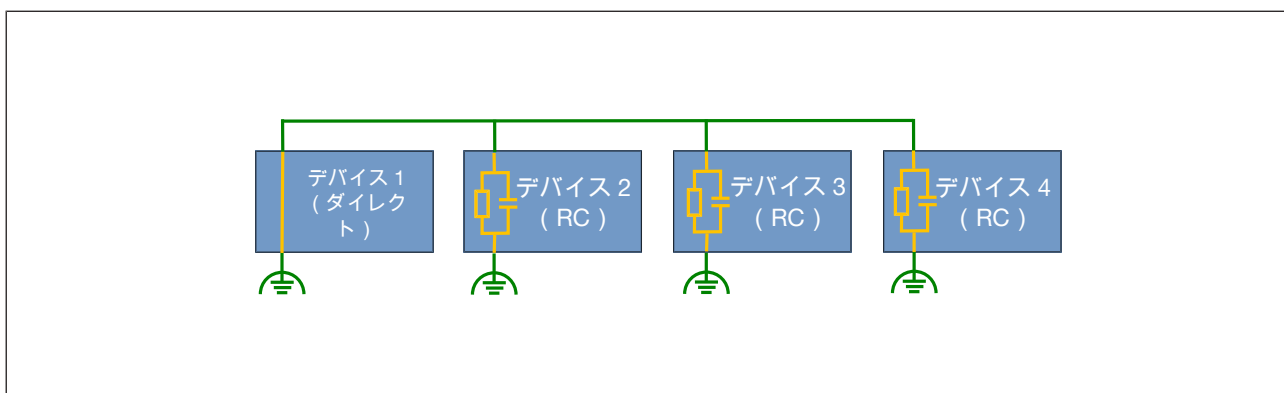 デバイス 1
( ダイレク
ト )
デバイス 2
( RC )
デバイス 3
( RC )
デバイス 4
( RC )